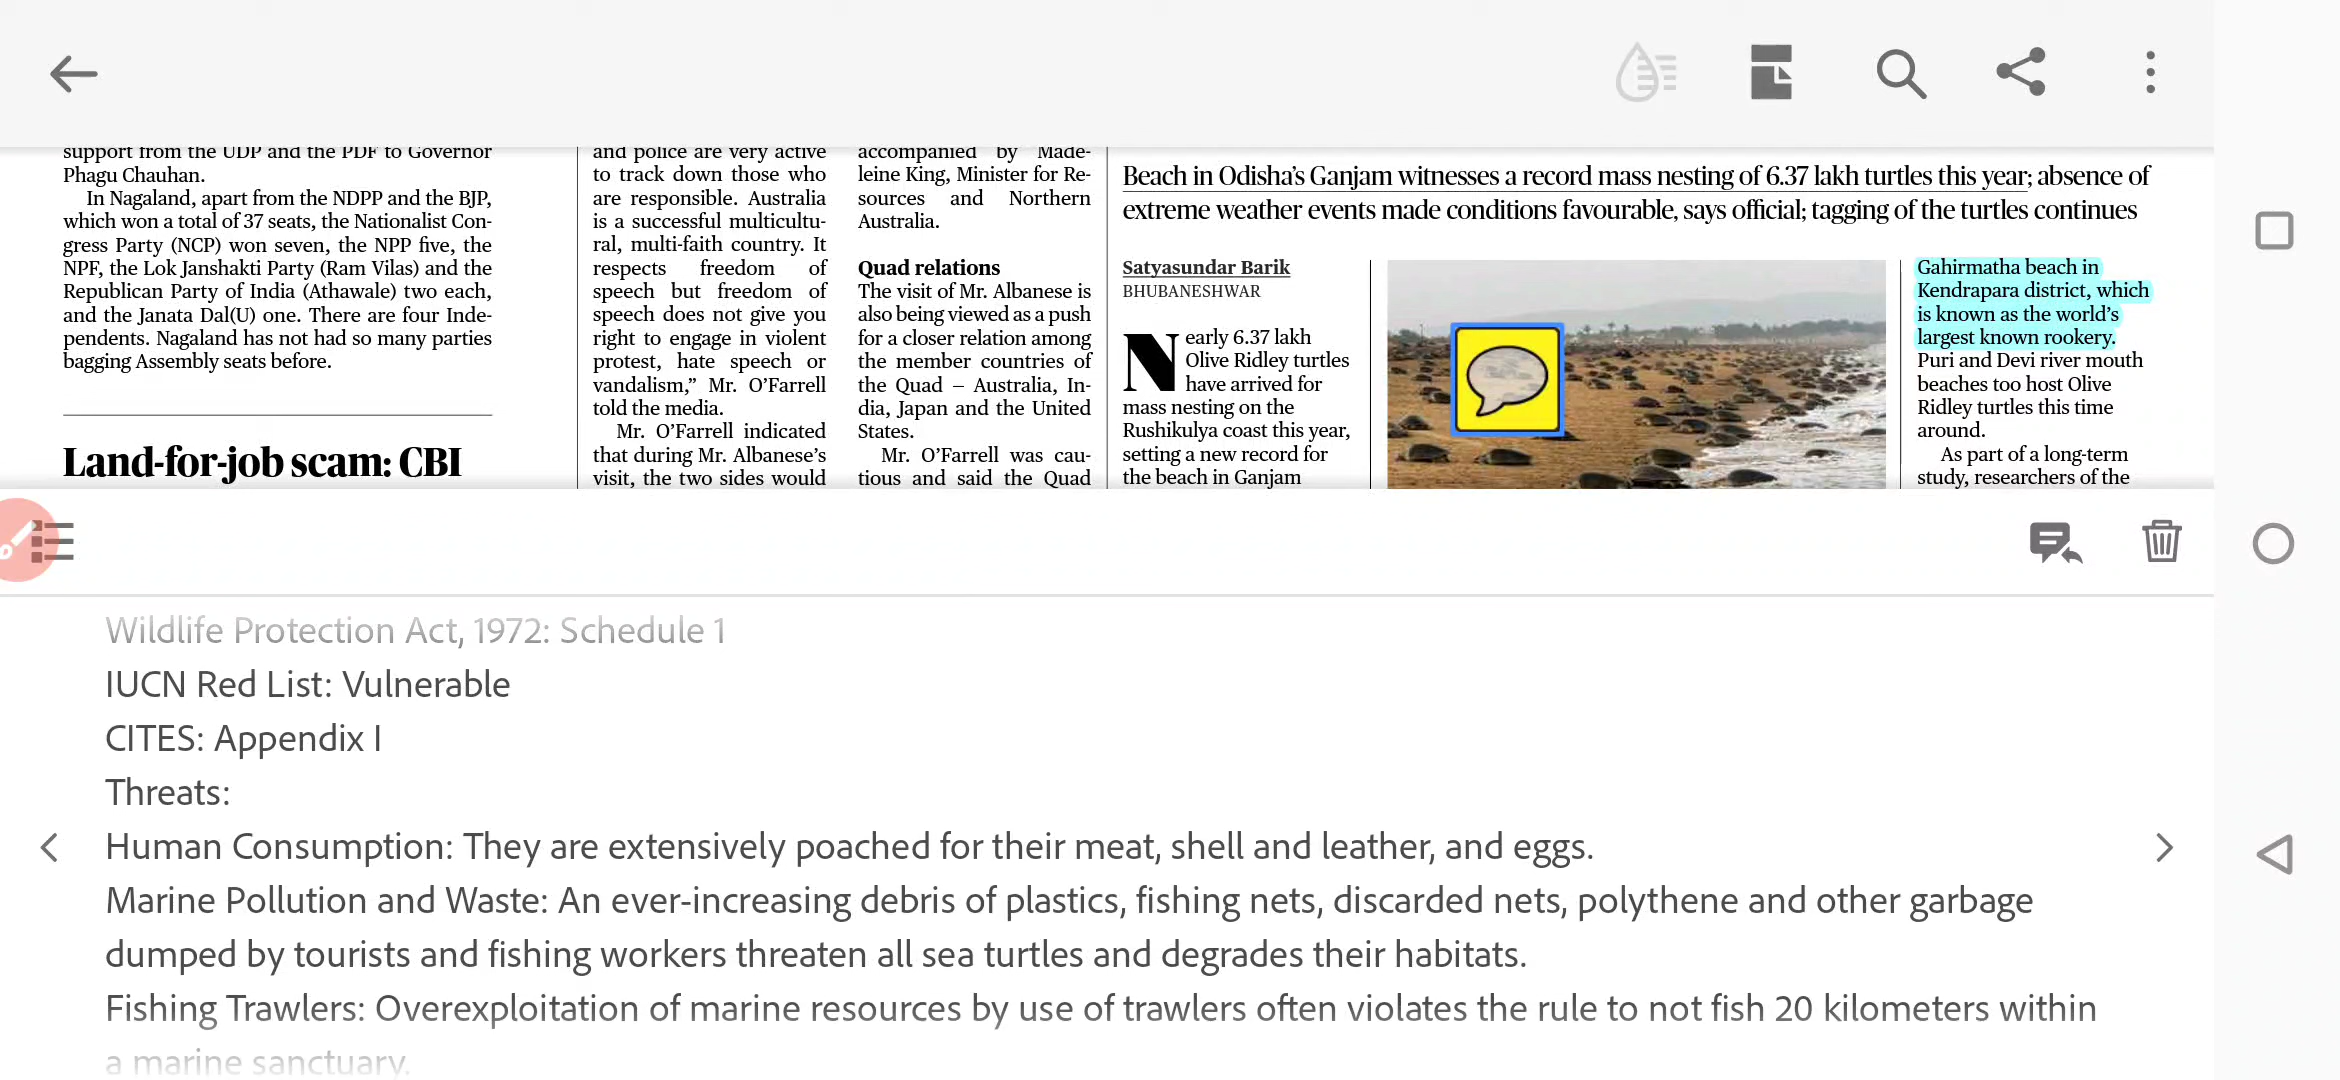 support from the UDP and the PDF to Governor
Phagu Chauhan.
In Nagaland, apart from the NDPP and the BJP,
which won a total of 37 seats, the Nationalist Con-
gress Party (NCP) won seven, the NPP five, the
NPF, the Lok Janshakti Party (Ram Vilas) and the
Republican Party of India (Athawale) two each,
and the Janata Dal(U) one. There are four Inde-
pendents. Nagaland has not had so many parties
bagging Assembly seats before.
Land-for-job scam: CBI
and police are very active
to track down those who
are responsible. Australia
is a successful multicultu-
ral, multi-faith country. It
respects freedom of
speech but freedom of
speech does not give you
right to engage in violent
protest, hate speech or
vandalism,” Mr. O’Farrell
told the media.
Mr. O’Farrell indicated
that during Mr. Albanese’s
visit, the two sides would
accompanied by Made-
leine King, Minister for Re-
sources and Northern
Australia.
Quad relations
The visit of Mr. Albanese is
also being viewed as a push
for a closer relation among
the member countries of
the Quad – Australia, In-
dia, Japan and the United
States.
Mr. O’Farrell was cau-
tious and said the Quad
Beach in Odisha’s Ganjam witnesses a record mass nesting of 6.37 lakh turtles this year; absence of
extreme weather events made conditions favourable, says official; tagging of the turtles continues
Satyasundar Barik
BHUBANESHWAR
Nearly 6.37 lakh
Olive Ridley turtles
have arrived for
mass nesting on the
Rushikulya coast this year,
setting a new record for
the beach in Ganjam
Gahirmatha beach in
Kendrapara district, which
is known as the world’s
largest known rookery.
Puri and Devi river mouth
beaches too host Olive
Ridley turtles this time
around.
As part of a long-term
study, researchers of the
Wildlife Protection Act, 1972: Schedule 1
IUCN Red List: Vulnerable
CITES: Appendix I
Threats:
Human Consumption: They are extensively poached for their meat, shell and leather, and eggs.
Marine Pollution and Waste: An ever-increasing debris of plastics, fishing nets, discarded nets, polythene and other garbage
dumped by tourists and fishing workers threaten all sea turtles and degrades their habitats.
Fishing Trawlers: Overexploitation of marine resources by use of trawlers often violates the rule to not fish 20 kilometers within
a marine sanctuary.